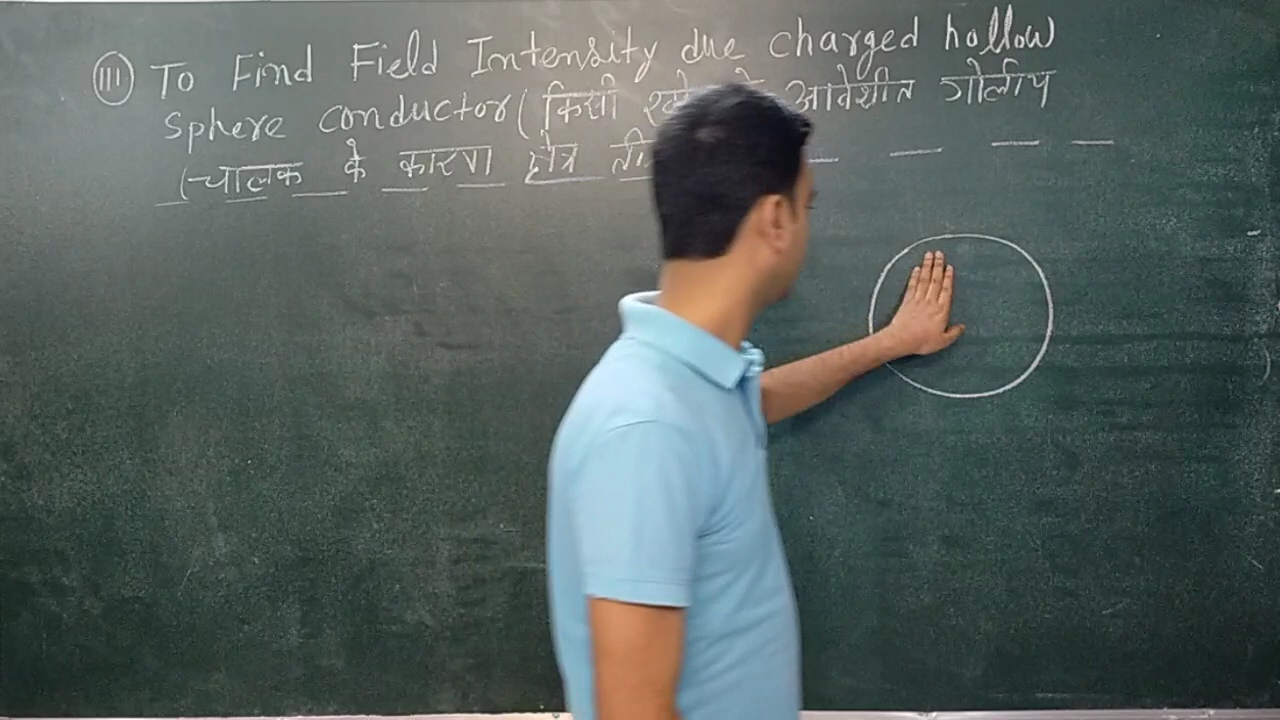 (III) To Find Field Intensity due charged hollow
Sphere conductor ( किसी आवेशीत गोलीय
चालक के कारण क्षेत्र